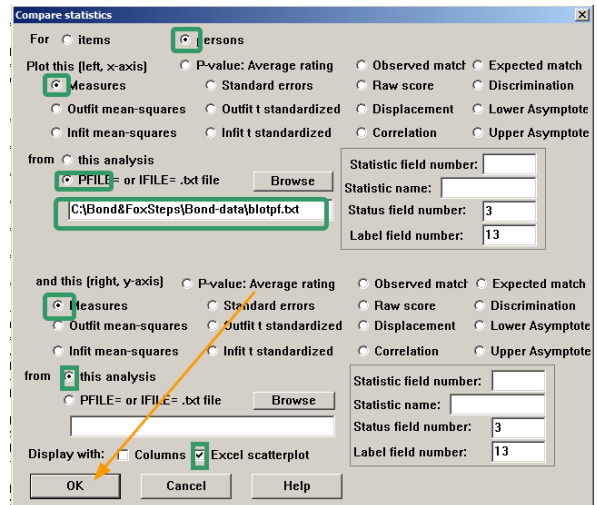 Compare statistics
For items persons
Plot this (left, x-axis) P-value: Average rating Observed match Expected match
Measures Standard errors Raw score Discrimination
Outfit mean-squares Outfit t standardized Displacement Lower Asymptote
Infit mean-squares Infit t standardized Correlation Upper Asymptote
from this analysis
PFILE= or IFILE= .txt file Browse
C:\Bond&FoxSteps\Bond-data\blotpf.txt
Statistic field number:
Statistic name:
Status field number: 3
Label field number: 13
and this (right, y-axis) P-value: Average rating Observed match Expected match
Measures Standard errors Raw score Discrimination
Outfit mean-squares Outfit t standardized Displacement Lower Asymptote
Infit mean-squares Infit t standardized Correlation Upper Asymptote
from this analysis
PFILE= or IFILE= .txt file Browse
Statistic field number:
Statistic name:
Status field number: 3
Label field number: 13
Display with: Columns Excel scatterplot
OK Cancel Help